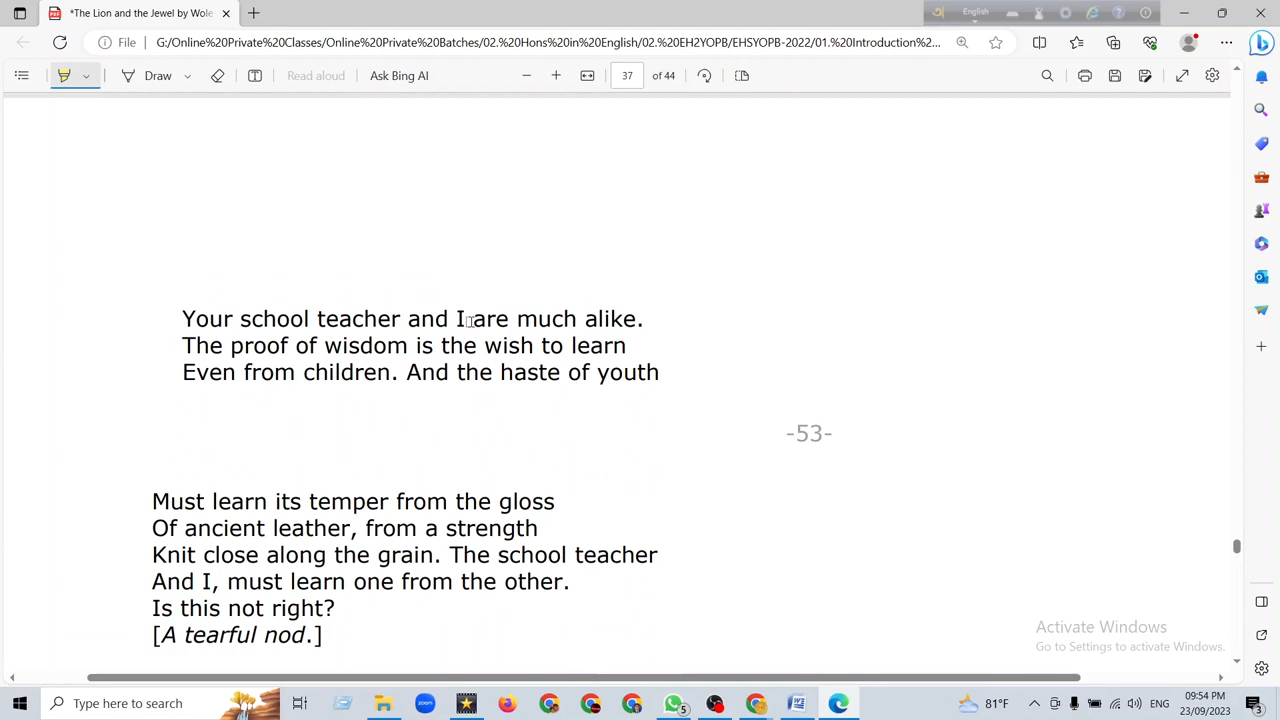 *The Lion and the Jewel by Wole
English
File
G:/Online%20Private%20Classes/Online%20Private%20Batches/02.%20Hons%20in%20English/02.%20EH2YOPB/EHSYOPB-2022/01.%20Introduction%2...
Draw
Read aloud
Ask Bing AI
37
of 44
Your school teacher and I are much alike.
The proof of wisdom is the wish to learn
Even from children. And the haste of youth
-53-
Must learn its temper from the gloss
Of ancient leather, from a strength
Knit close along the grain. The school teacher
And I, must learn one from the other.
Is this not right?
[A tearful nod.]
Activate Windows
Go to Settings to activate Windows.
Type here to search
zoom
5
81°F
ENG
09:54 PM
23/09/2023
3